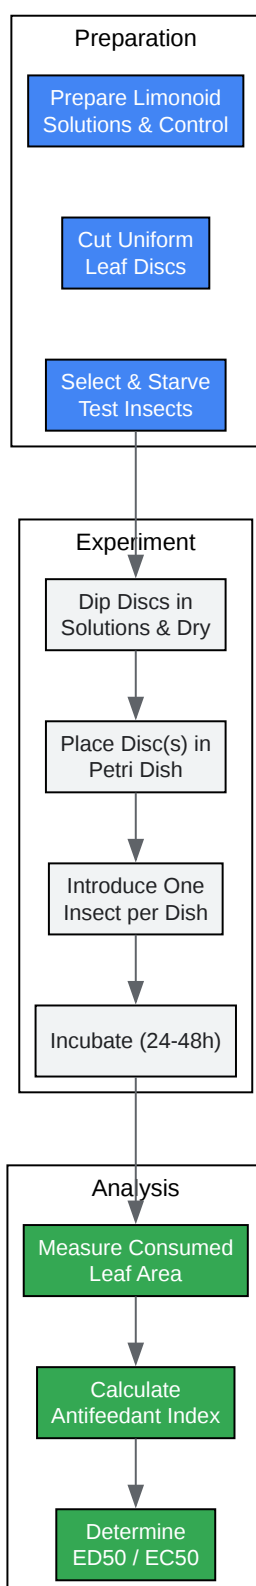 Preparation
Prepare Limonoid
Solutions & Control
Cut Uniform
Leaf Discs
Select & Starve
Test Insects
Experiment
Dip Discs in
Solutions & Dry
Place Disc(s) in
Petri Dish
Introduce One
Insect per Dish
Incubate (24-48h)
Analysis
Measure Consumed
Leaf Area
Calculate
Antifeedant Index
Determine
ED50 / EC50